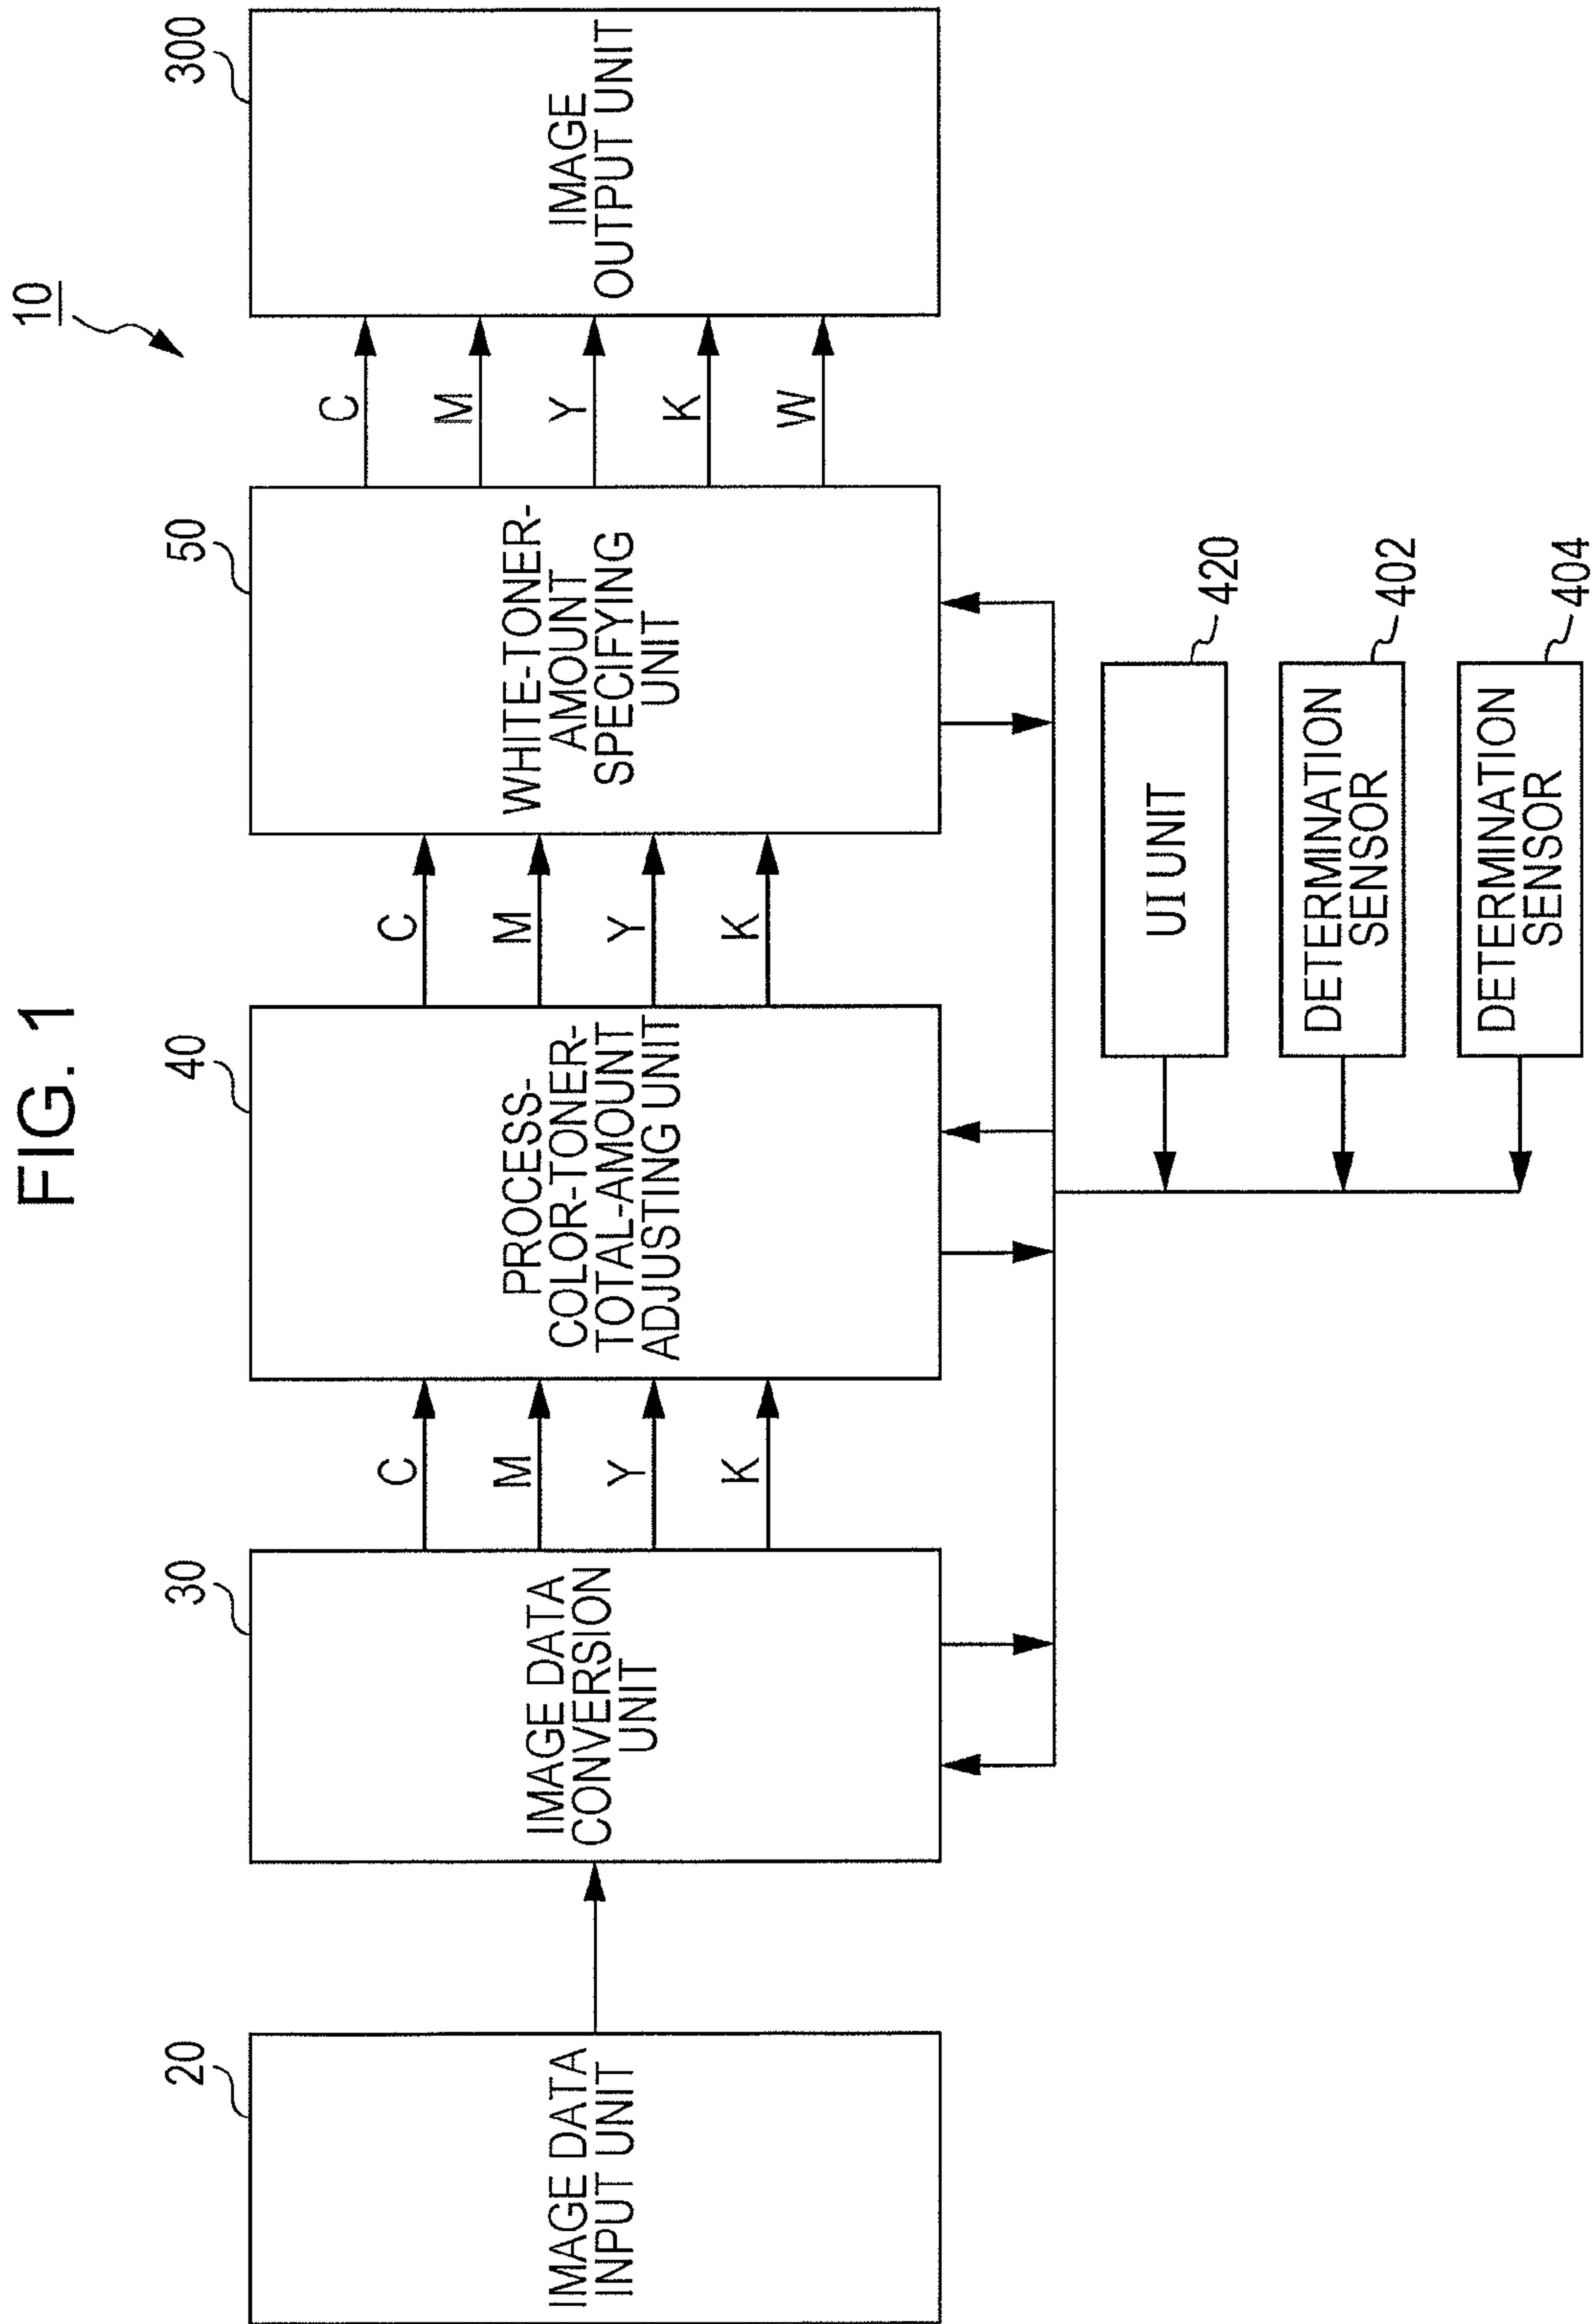 FIG. 1
10
20
IMAGE DATA
INPUT UNIT
30
IMAGE DATA
CONVERSION
UNIT
C
M
Y
K
40
PROCESS-
COLOR-TONER-
TOTAL-AMOUNT
ADJUSTING UNIT
C
M
Y
K
50
WHITE-TONER-
AMOUNT
SPECIFYING
UNIT
C
M
Y
K
W
300
IMAGE
OUTPUT UNIT
UI UNIT
420
DETERMINATION
SENSOR
402
DETERMINATION
SENSOR
404